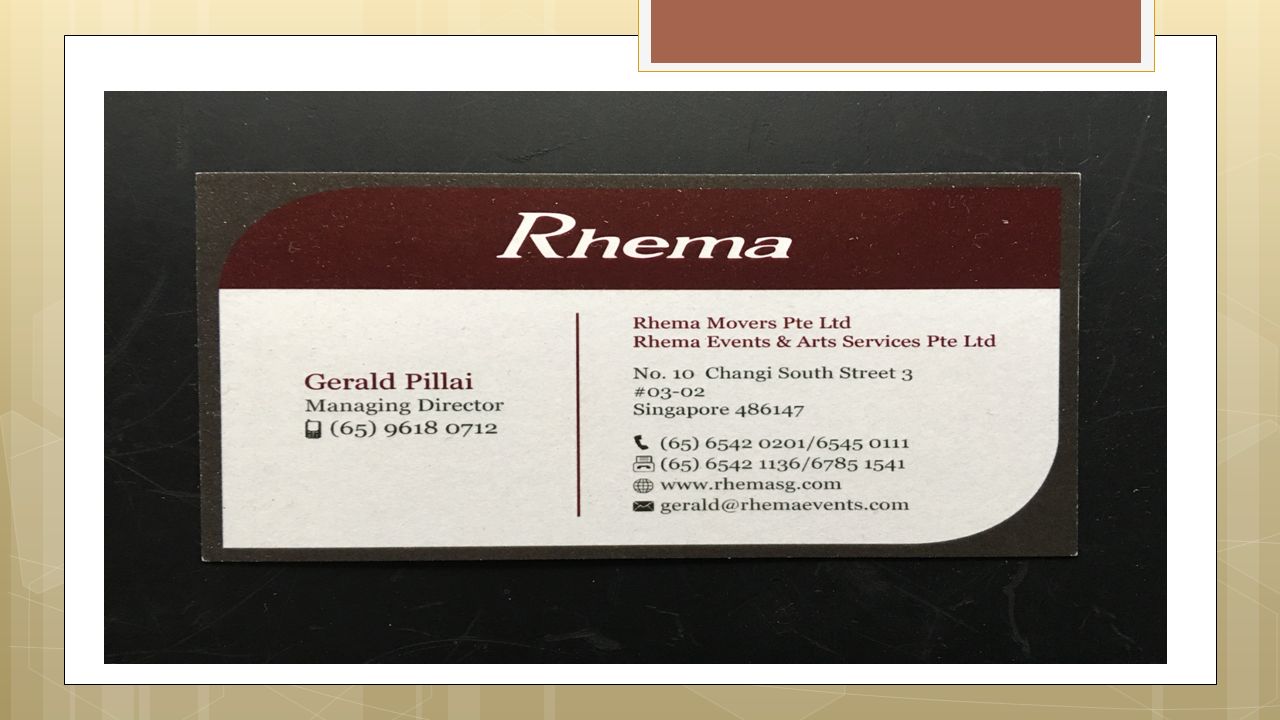 Rhema
Gerald Pillai
Managing Director
(65) 9618 0712
Rhema Movers Pte Ltd
Rhema Events & Arts Services Pte Ltd
No. 10 Changi South Street 3
#03-02
Singapore 486147
(65) 6542 0201/6545 0111
(65) 6542 1136/6785 1541
www.rhemasg.com
gerald@rhemaevents.com